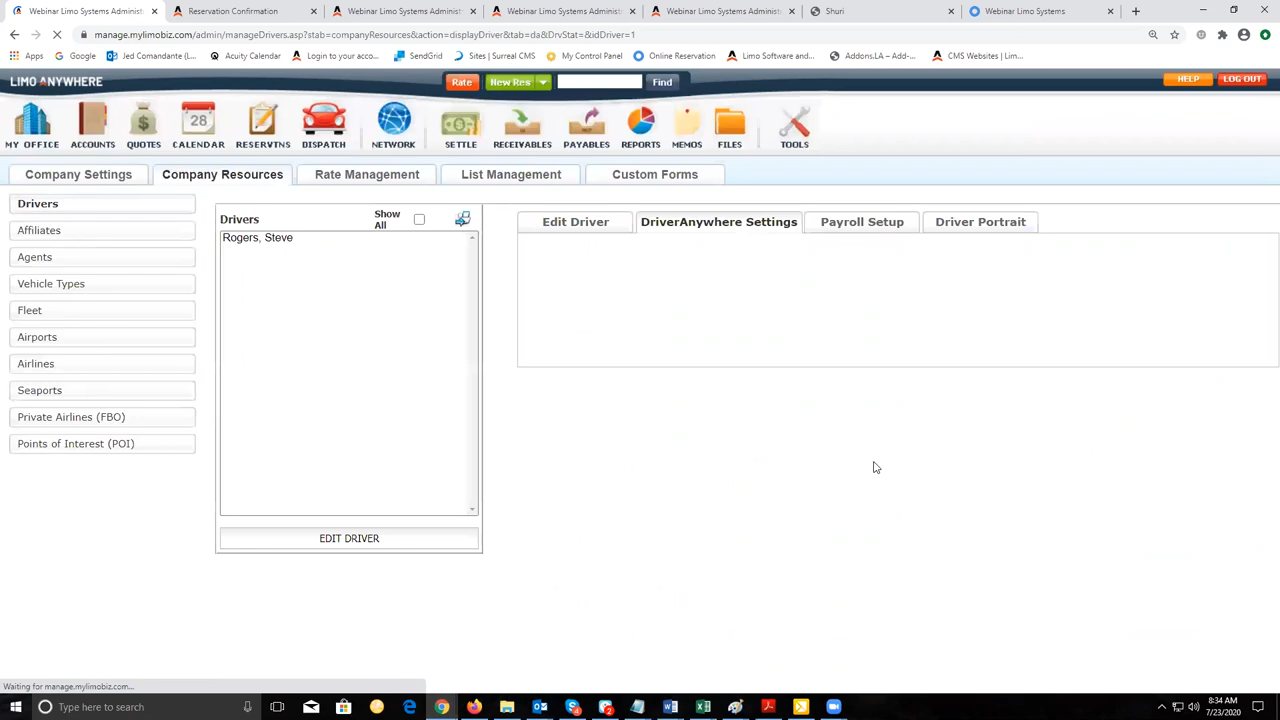 Webinar Limo Systems Administra
Reservation Confirmation
Webinar Limo Systems Administra
Webinar Limo Systems Administra
Webinar Limo Systems Administra
Shuri
Webinar Limo Systems
manage.mylimobiz.com/admin/manageDrivers.asp?stab=companyResources&action=displayDriver&tab=da&DrvStat=&idDriver=1
Apps Google Jed Comandante (L... Acuity Calendar Login to your acco... SendGrid Sites | Surreal CMS My Control Panel Online Reservation Limo Software and... Addons.LA – Add-... CMS Websites | Lim...
LIMO ANYWHERE Rate New Res Find HELP LOG OUT
28
MY OFFICE ACCOUNTS QUOTES CALENDAR RESERVTNS DISPATCH NETWORK SETTLE RECEIVABLES PAYABLES REPORTS MEMOS FILES TOOLS
Company Settings Company Resources Rate Management List Management Custom Forms
Drivers
Affiliates
Agents
Vehicle Types
Fleet
Airports
Airlines
Seaports
Private Airlines (FBO)
Points of Interest (POI)
Drivers Show All
Rogers, Steve
EDIT DRIVER
Edit Driver DriverAnywhere Settings Payroll Setup Driver Portrait
Waiting for manage.mylimobiz.com...
Type here to search
8:34 AM
7/23/2020